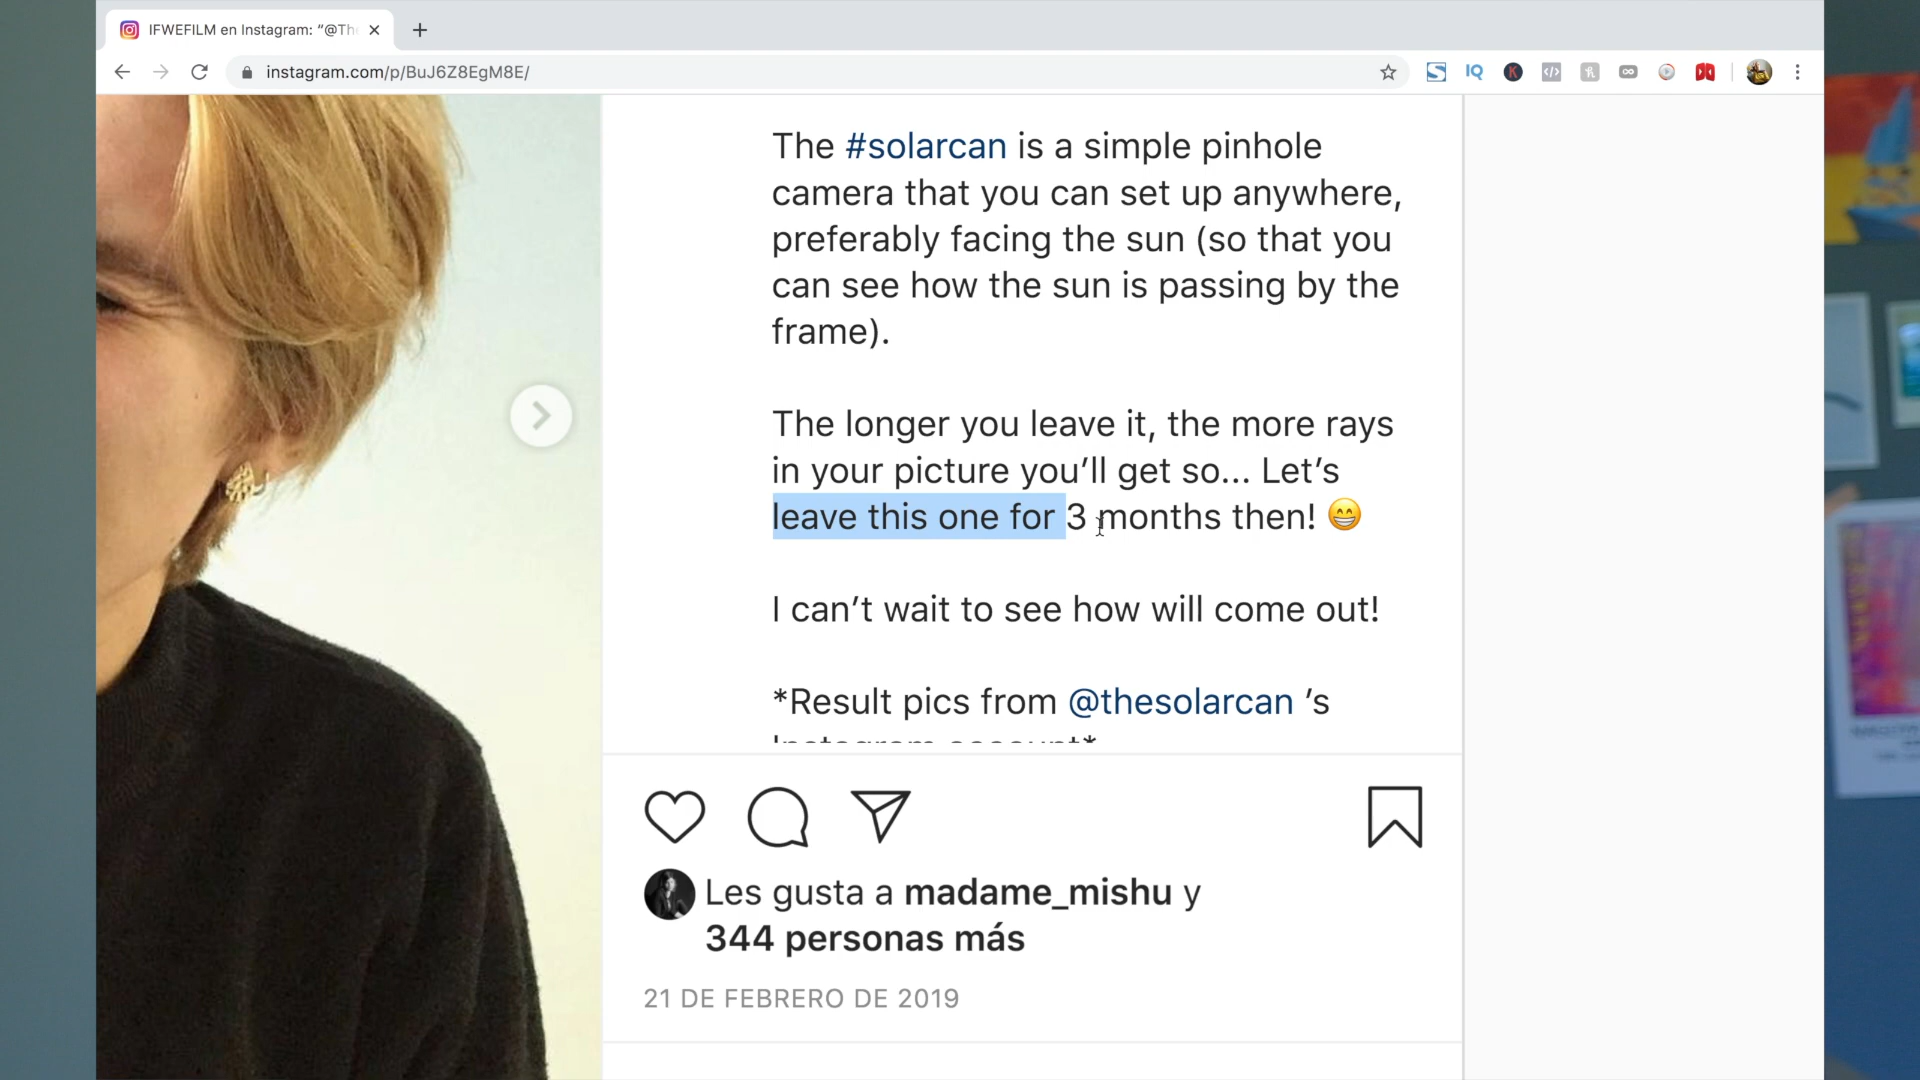 IFWEFILM en Instagram: "@Th
instagram.com/p/BuJ6Z8EgM8E/
IQ
The #solarcan is a simple pinhole
camera that you can set up anywhere,
preferably facing the sun (so that you
can see how the sun is passing by the
frame).
The longer you leave it, the more rays
in your picture you'll get so... Let's
leave this one for 3 months then! 😁
I can't wait to see how will come out!
*Result pics from @thesolarcan 's
Instagram account*
Les gusta a madame_mishu y
344 personas más
21 DE FEBRERO DE 2019